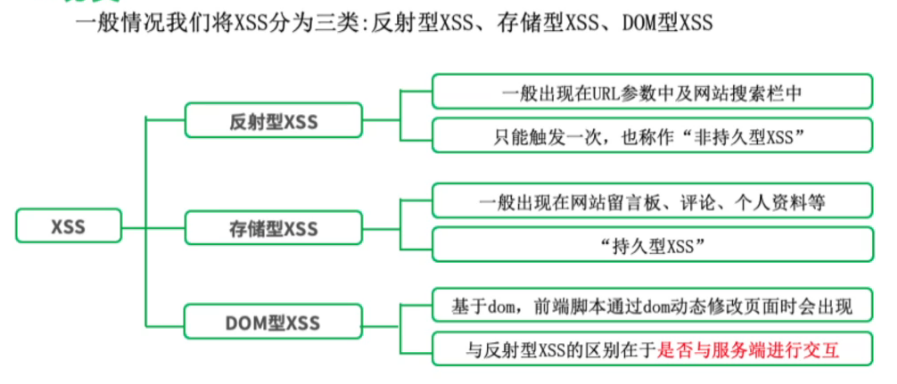 一般情况我们将XSS分为三类:反射型XSS、存储型XSS、DOM型XSS
一般出现在URL参数中及网站搜索栏中
反射型XSS
只能触发一次，也称作“非持久型XSS”
一般出现在网站留言板、评论、个人资料等
XSS
存储型XSS
“持久型XSS”
基于dom，前端脚本通过dom动态修改页面时会出现
DOM型XSS
与反射型XSS的区别在于是否与服务端进行交互